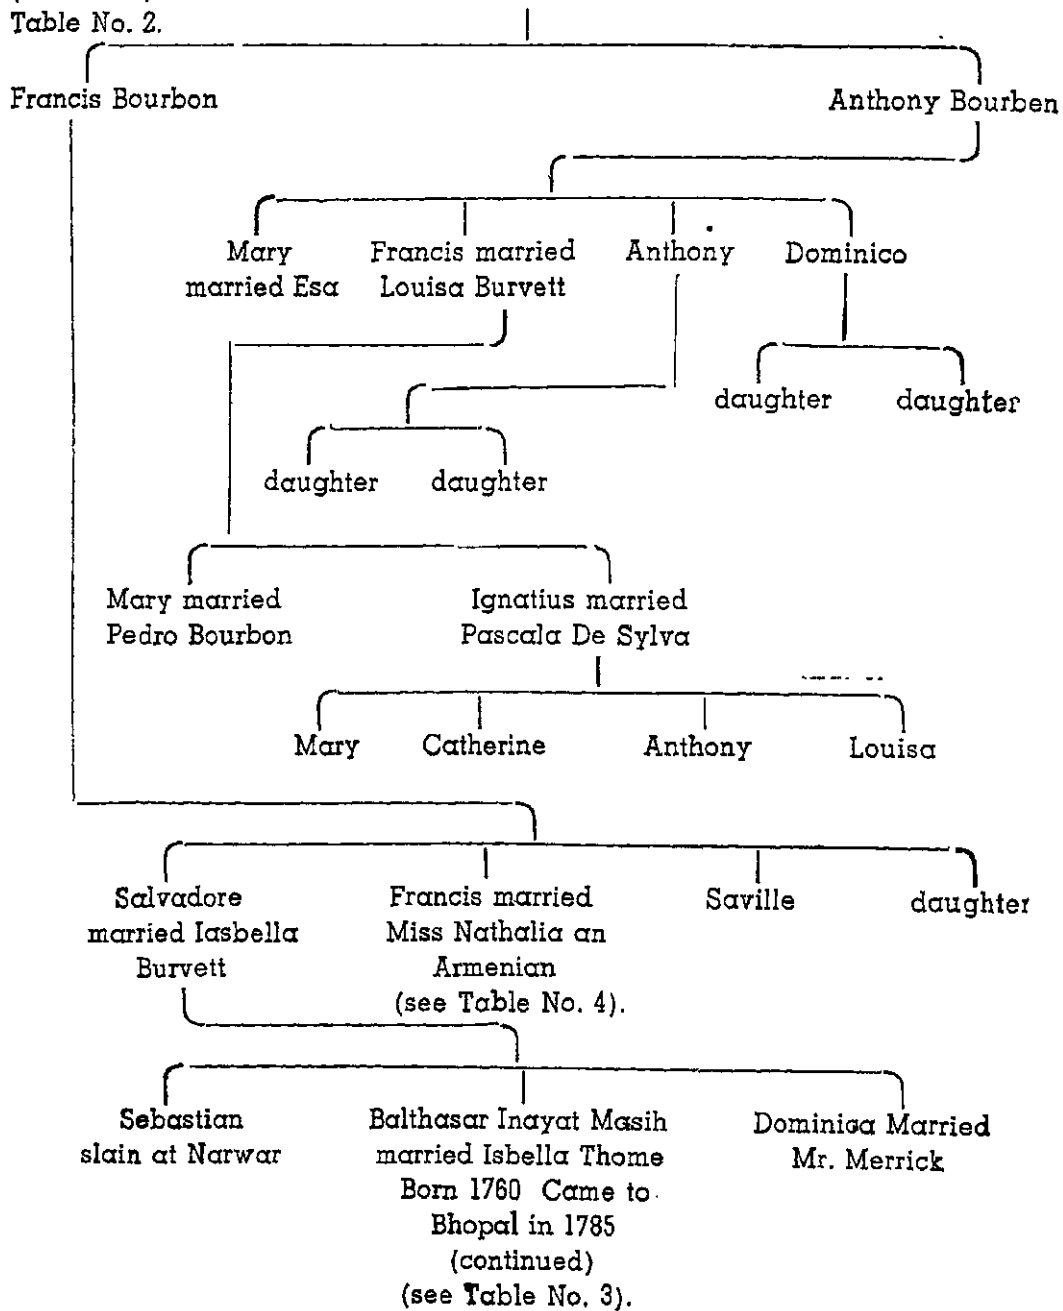 Table No. 2.
Francis Bourbon
Anthony Bourben
Mary
married Esa
Francis married
Louisa Burvett
Anthony
Dominico
daughter
daughter
daughter
daughter
Mary married
Pedro Bourbon
Ignatius married
Pascala De Sylva
Mary
Catherine
Anthony
Louisa
Salvadore
married Iasbella
Burvett
Francis married
Miss Nathalia an
Armenian
(see Table No. 4).
Saville
daughter
Sebastian
slain at Narwar
Balthasar Inayat Masih
married Isbella Thome
Born 1760 Came to
Bhopal in 1785
(continued)
(see Table No. 3).
Dominica Married
Mr. Merrick